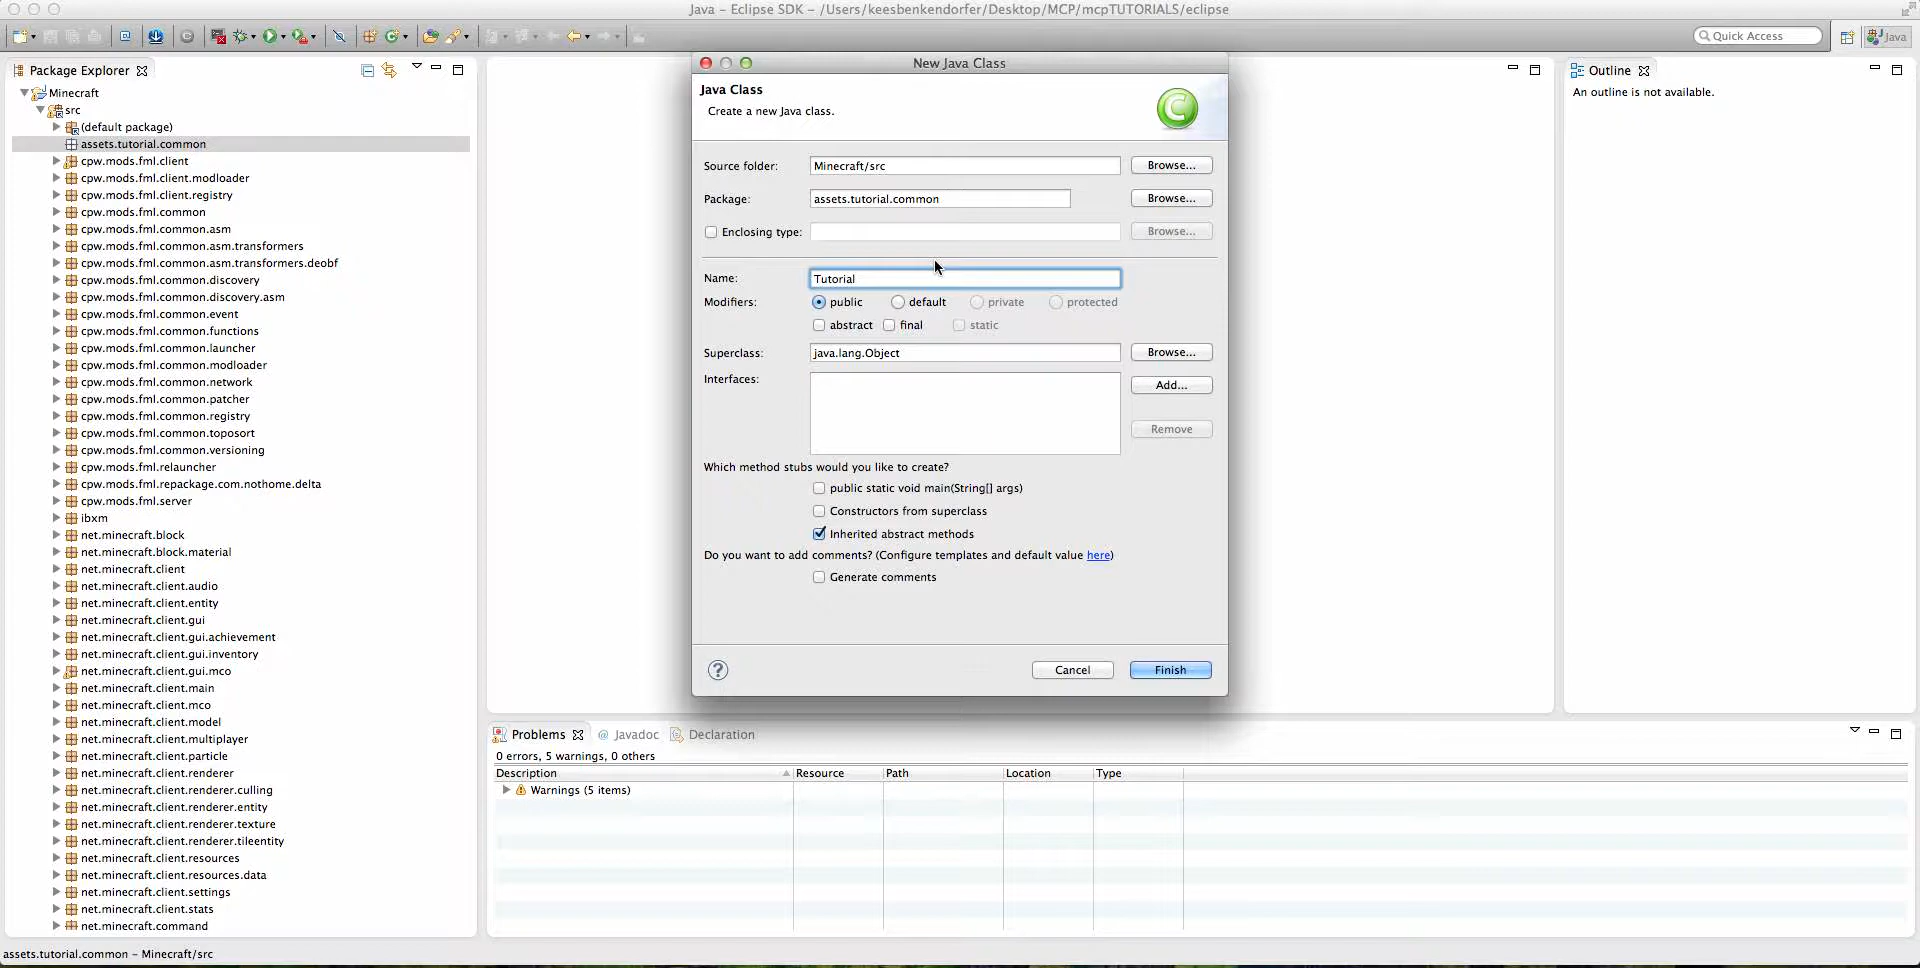 Java – Eclipse SDK – /Users/keesbenkendorfer/Desktop/MCP/mcpTUTORIALS/eclipse
Quick Access
Java
Package Explorer
Minecraft
src
(default package)
assets.tutorial.common
cpw.mods.fml.client
cpw.mods.fml.client.modloader
cpw.mods.fml.client.registry
cpw.mods.fml.common
cpw.mods.fml.common.asm
cpw.mods.fml.common.asm.transformers
cpw.mods.fml.common.asm.transformers.deobf
cpw.mods.fml.common.discovery
cpw.mods.fml.common.discovery.asm
cpw.mods.fml.common.event
cpw.mods.fml.common.functions
cpw.mods.fml.common.launcher
cpw.mods.fml.common.modloader
cpw.mods.fml.common.network
cpw.mods.fml.common.patcher
cpw.mods.fml.common.registry
cpw.mods.fml.common.toposort
cpw.mods.fml.common.versioning
cpw.mods.fml.relauncher
cpw.mods.fml.repackage.com.nothome.delta
cpw.mods.fml.server
ibxm
net.minecraft.block
net.minecraft.block.material
net.minecraft.client
net.minecraft.client.audio
net.minecraft.client.entity
net.minecraft.client.gui
net.minecraft.client.gui.achievement
net.minecraft.client.gui.inventory
net.minecraft.client.gui.mco
net.minecraft.client.main
net.minecraft.client.mco
net.minecraft.client.model
net.minecraft.client.multiplayer
net.minecraft.client.particle
net.minecraft.client.renderer
net.minecraft.client.renderer.culling
net.minecraft.client.renderer.entity
net.minecraft.client.renderer.texture
net.minecraft.client.renderer.tileentity
net.minecraft.client.resources
net.minecraft.client.resources.data
net.minecraft.client.settings
net.minecraft.client.stats
net.minecraft.command
New Java Class
Java Class
Create a new Java class.
C
Source folder: Minecraft/src Browse...
Package: assets.tutorial.common Browse...
Enclosing type: Browse...
Name: Tutorial
Modifiers: public default private protected
abstract final static
Superclass: java.lang.Object Browse...
Interfaces: Add...
Remove
Which method stubs would you like to create?
public static void main(String[] args)
Constructors from superclass
Inherited abstract methods
Do you want to add comments? (Configure templates and default value here)
Generate comments
? Cancel Finish
Outline
An outline is not available.
Problems @ Javadoc Declaration
0 errors, 5 warnings, 0 others
Description Resource Path Location Type
Warnings (5 items)
assets.tutorial.common – Minecraft/src